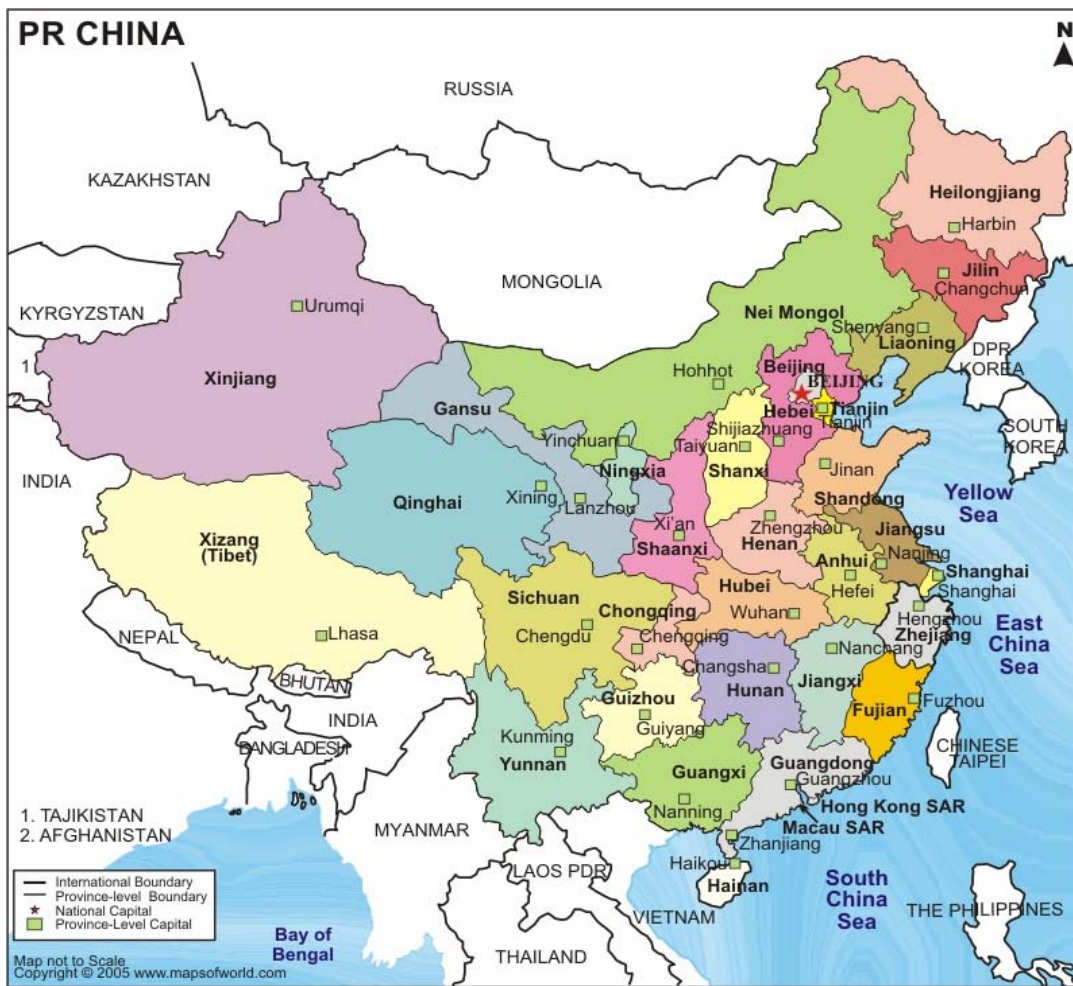 PR CHINA
N
RUSSIA
KAZAKHSTAN
Heilongjiang
Harbin
MONGOLIA
Jilin
Changchun
KYRGYZSTAN
Urumqi
Nei Mongol
Shenyang
Liaoning
DPR
KOREA
1
2
Xinjiang
Gansu
Hohhot
Beijing
BEIJING
Hebei
Tianjin
Tianjin
SOUTH
KOREA
Yinchuan
Shijiazhuang
Taiyuan
INDIA
Qinghai
Xining
Ningxia
Lanzhou
Shanxi
Jinan
Shandong
Yellow
Sea
Xizang
(Tibet)
Xi'an
Shaanxi
Zhengzhou
Henan
Jiangsu
Nanjing
Anhui
Hefei
Shanghai
Shanghai
Sichuan
Chengdu
Chongqing
Chengqing
Hubei
Wuhan
Hengzhou
Zhejiang
East
China
Sea
NEPAL
Lhasa
BHUTAN
INDIA
BANGLADESH
Changsha
Hunan
Nanchang
Jiangxi
Guizhou
Guiyang
Fujian
Fuzhou
Kunming
Yunnan
CHINESE
TAIPEI
Guangxi
Nanning
Guangdong
Guangzhou
Hong Kong SAR
Macau SAR
Zhanjiang
1. TAJIKISTAN
2. AFGHANISTAN
MYANMAR
LAOS PDR
Haikou
Hainan
VIETNAM
South
China
Sea
THE PHILIPPINES
THAILAND
Bay of
Bengal
International Boundary
Province-level Boundary
National Capital
Province-Level Capital
Map not to Scale
Copyright © 2005 www.mapsofworld.com